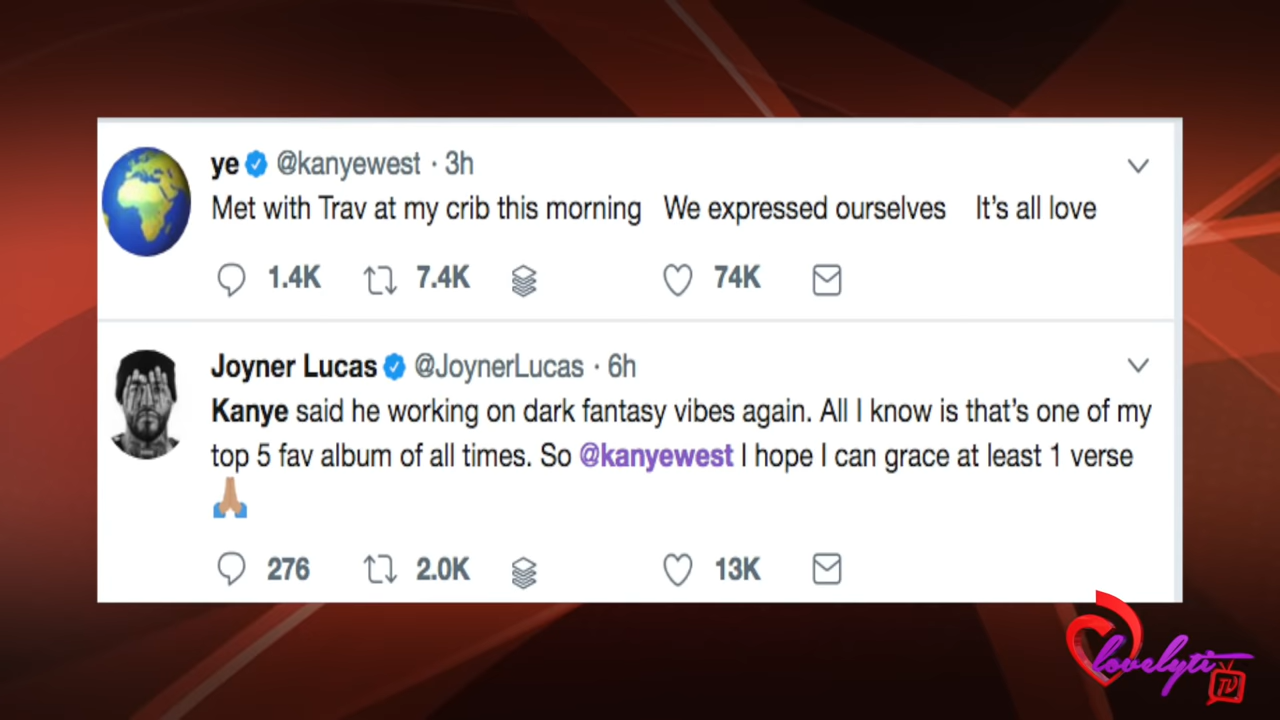 ye @kanyewest · 3h
Met with Trav at my crib this morning We expressed ourselves It's all love
1.4K 7.4K 74K
Joyner Lucas @JoynerLucas · 6h
Kanye said he working on dark fantasy vibes again. All I know is that's one of my
top 5 fav album of all times. So @kanyewest I hope I can grace at least 1 verse
🙏🏽
276 2.0K 13K
lovelyti
TV